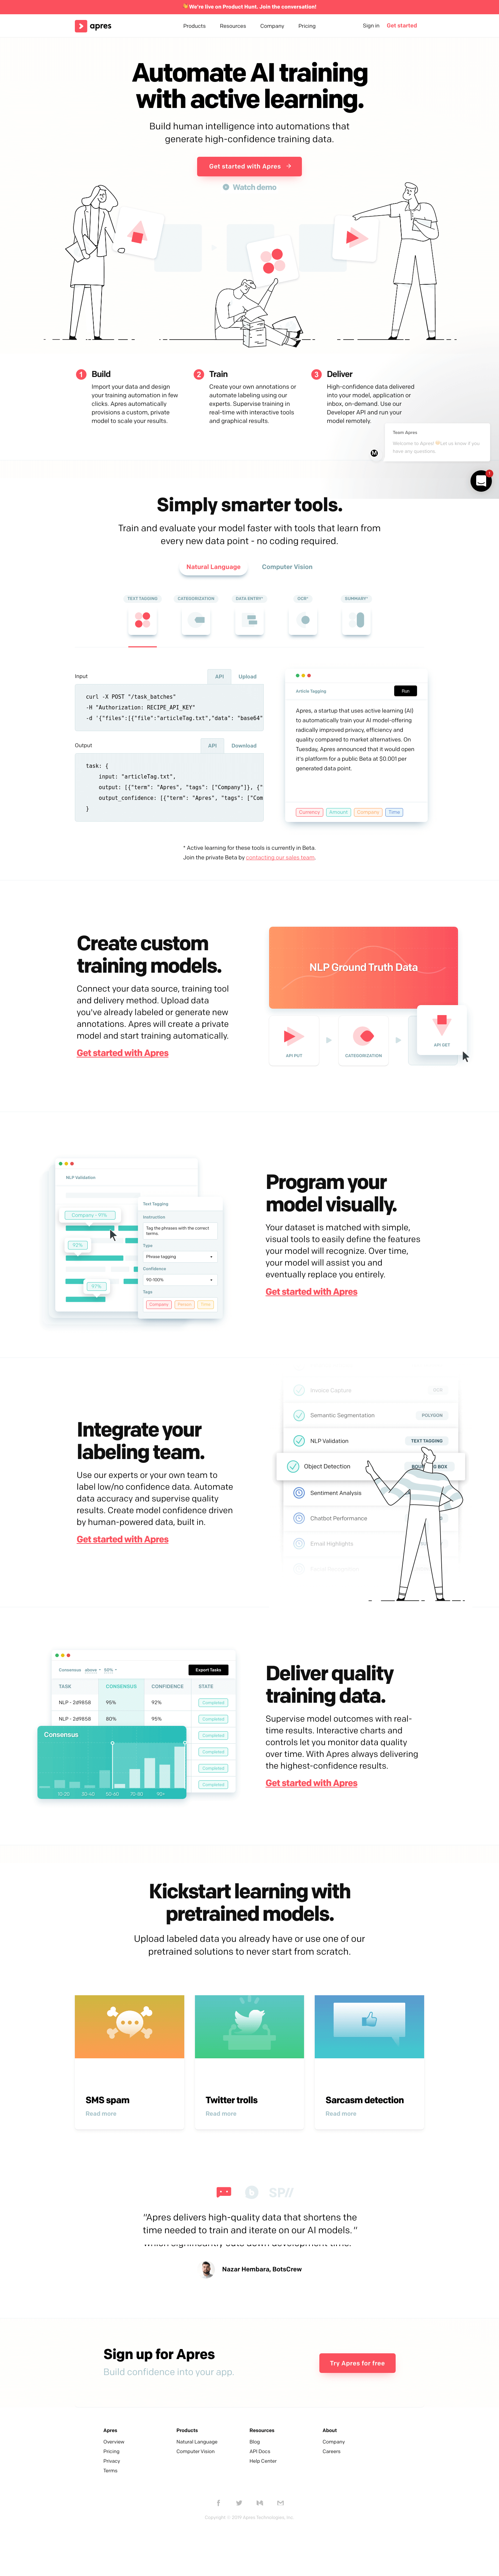 We're live on Product Hunt. Join the conversation!
apres
Products
Resources
Company
Pricing
Sign in
Get started
Automate AI training
with active learning.
Build human intelligence into automations that
generate high-confidence training data.
Get started with Apres
Watch demo
1
Build
Import your data and design
your training automation in few
clicks. Apres automatically
provisions a custom, private
model to scale your results.
2
Train
Create your own annotations or
automate labeling using our
experts. Supervise training in
real-time with interactive tools
and graphical results.
3
Deliver
High-confidence data delivered
into your model, application or
inbox, on-demand. Use our
Developer API and run your
model remotely.
Team Apres
Welcome to Apres! Let us know if you
have any questions.
Simply smarter tools.
Train and evaluate your model faster with tools that learn from
every new data point - no coding required.
Natural Language
Computer Vision
TEXT TAGGING
CATEGORIZATION
DATA ENTRY*
OCR*
SUMMARY*
Input
API
Upload
curl -X POST "/task_batches"
-H "Authorization: RECIPE_API_KEY"
-d '{"files":[{"file":"articleTag.txt","data": "base64"
Output
API
Download
task: {
input: "articleTag.txt",
output: [{"term": "Apres", "tags": ["Company"]}, {"
output_confidence: [{"term": "Apres", "tags": ["Com
}
Article Tagging
Run
Apres, a startup that uses active learning (AI)
to automatically train your AI model-offering
radically improved privacy, efficiency and
quality compared to market alternatives. On
Tuesday, Apres announced that it would open
it's platform for a public Beta at $0.001 per
generated data point.
Currency
Amount
Company
Time
* Active learning for these tools is currently in Beta.
Join the private Beta by contacting our sales team.
Create custom
training models.
Connect your data source, training tool
and delivery method. Upload data
you've already labeled or generate new
annotations. Apres will create a private
model and start training automatically.
Get started with Apres
NLP Ground Truth Data
API PUT
CATEGORIZATION
API GET
NLP Validation
Company - 91%
92%
97%
Text Tagging
Instruction
Tag the phrases with the correct
terms.
Type
Phrase tagging
Confidence
90-100%
Tags
Company
Person
Time
Program your
model visually.
Your dataset is matched with simple,
visual tools to easily define the features
your model will recognize. Over time,
your model will assist you and
eventually replace you entirely.
Get started with Apres
Integrate your
labeling team.
Use our experts or your own team to
label low/no confidence data. Automate
data accuracy and supervise quality
results. Create model confidence driven
by human-powered data, built in.
Get started with Apres
Invoice Capture
Semantic Segmentation
POLYGON
NLP Validation
TEXT TAGGING
Object Detection
Sentiment Analysis
Chatbot Performance
Email Highlights
Consensus
above
50%
Export Tasks
TASK
CONSENSUS
CONFIDENCE
STATE
NLP - 2d9858
95%
92%
Completed
NLP - 2d9858
80%
95%
Completed
Completed
Completed
Completed
Completed
Consensus
10-20
30-40
50-60
70-80
90+
Deliver quality
training data.
Supervise model outcomes with real-
time results. Interactive charts and
controls let you monitor data quality
over time. With Apres always delivering
the highest-confidence results.
Get started with Apres
Kickstart learning with
pretrained models.
Upload labeled data you already have or use one of our
pretrained solutions to never start from scratch.
SMS spam
Read more
Twitter trolls
Read more
Sarcasm detection
Read more
SP//
"Apres delivers high-quality data that shortens the
time needed to train and iterate on our AI models."
which significantly cuts down development time."
Nazar Hembara, BotsCrew
Sign up for Apres
Build confidence into your app.
Try Apres for free
Apres
Overview
Pricing
Privacy
Terms
Products
Natural Language
Computer Vision
Resources
Blog
API Docs
Help Center
About
Company
Careers
Copyright © 2019 Apres Technologies, Inc.